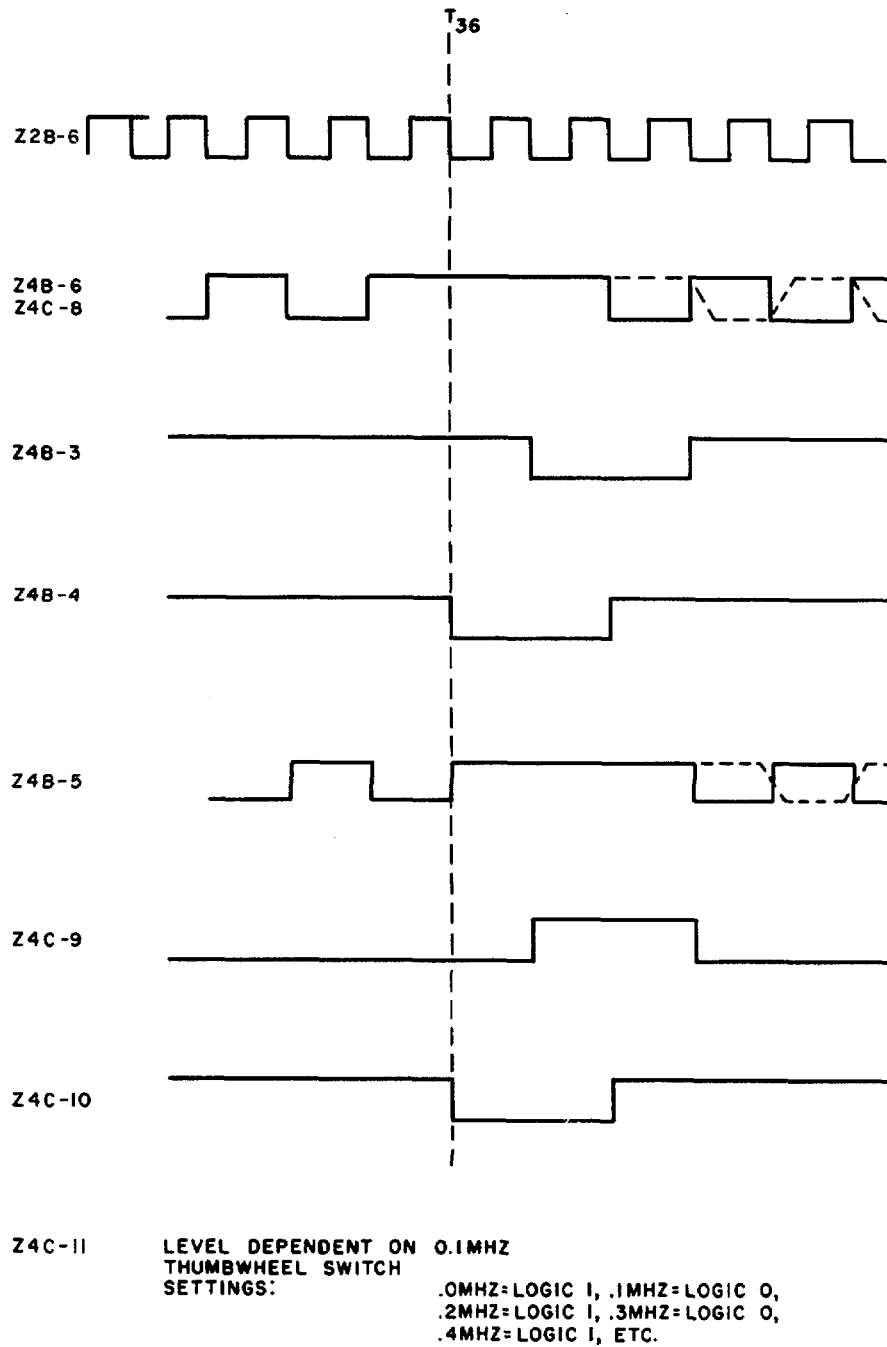 T36
Z2B-6
Z4B-6
Z4C-8
Z4B-3
Z4B-4
Z4B-5
Z4C-9
Z4C-10
Z4C-11 LEVEL DEPENDENT ON 0.1MHZ
THUMBWHEEL SWITCH
SETTINGS:
.0MHZ=LOGIC 1, .1MHZ=LOGIC 0,
.2MHZ=LOGIC 1, .3MHZ=LOGIC 0,
.4MHZ=LOGIC 1, ETC.